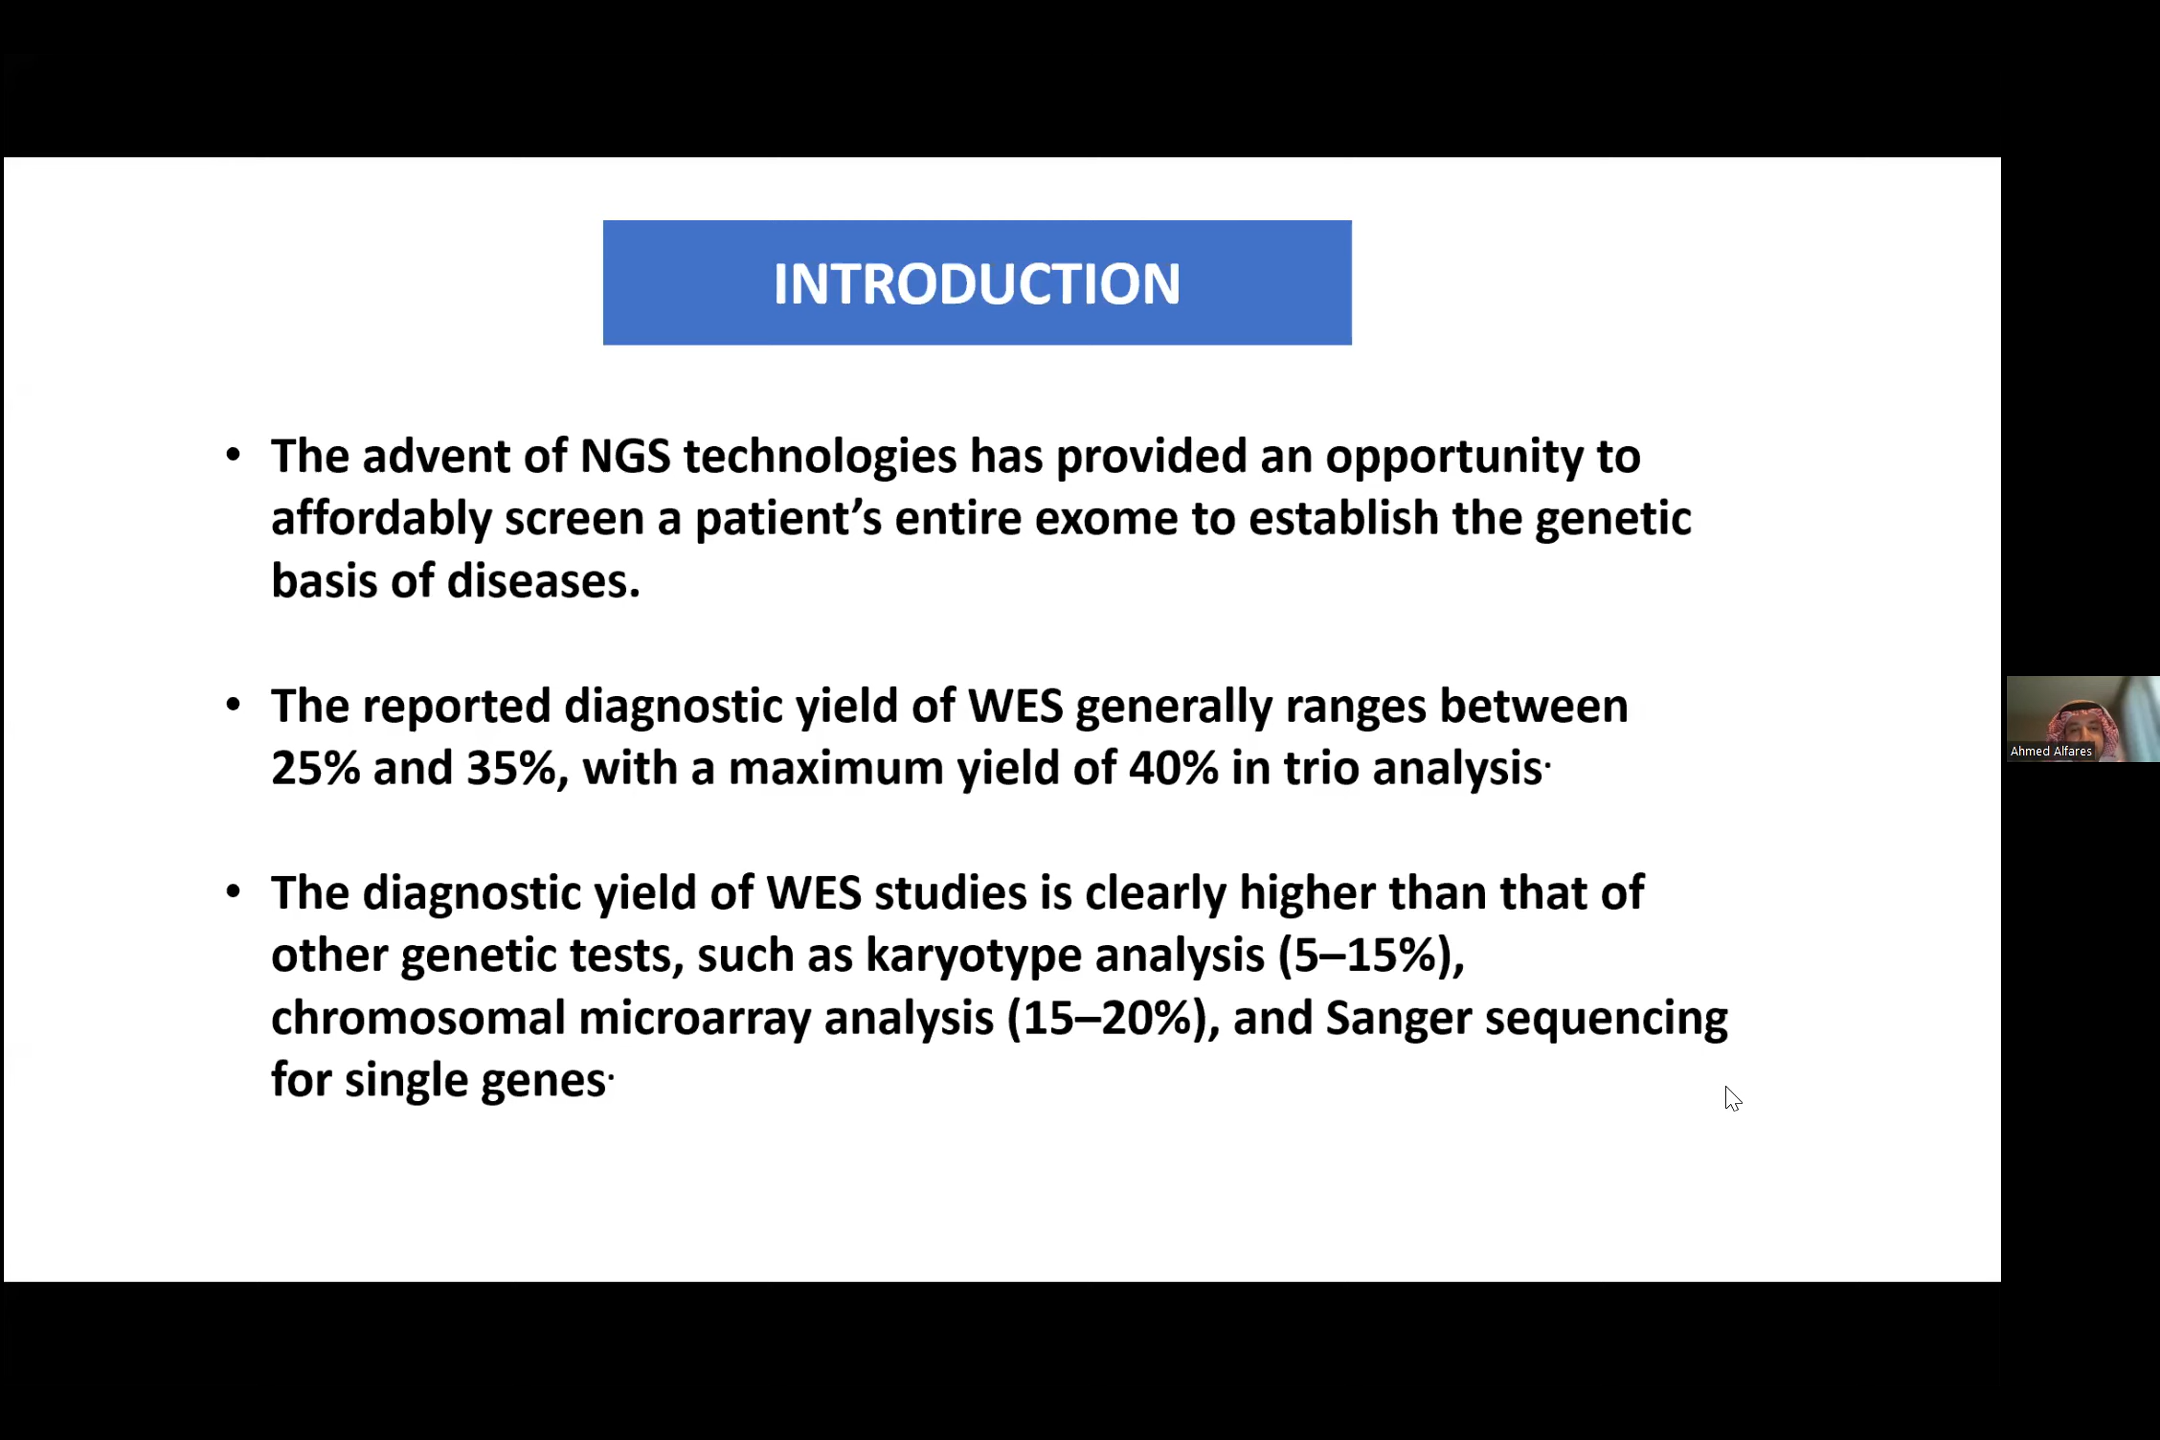 INTRODUCTION
• The advent of NGS technologies has provided an opportunity to
affordably screen a patient’s entire exome to establish the genetic
basis of diseases.
• The reported diagnostic yield of WES generally ranges between
25% and 35%, with a maximum yield of 40% in trio analysis.
• The diagnostic yield of WES studies is clearly higher than that of
other genetic tests, such as karyotype analysis (5–15%),
chromosomal microarray analysis (15–20%), and Sanger sequencing
for single genes.
Ahmed Alfares